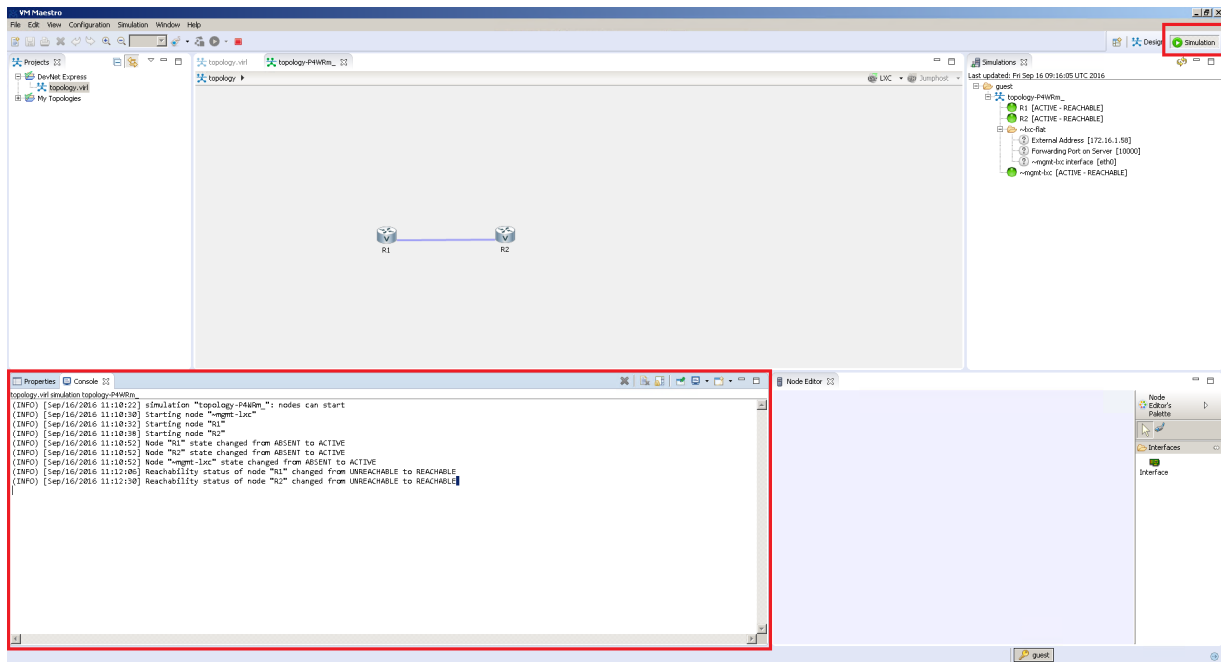 VM Maestro
File Edit View Configuration Simulation Window Help
Design Simulation
Projects
DevNet Express
topology.virl
My Topologies
topology.virl topology-P4WRm_
topology
LXC Jumphost
R1
R2
Simulations
Last updated: Fri Sep 16 09:16:05 UTC 2016
guest
topology-P4WRm_
R1 [ACTIVE - REACHABLE]
R2 [ACTIVE - REACHABLE]
~lxc-flat
External Address [172.16.1.58]
Forwarding Port on Server [10000]
~mgmt-lxc interface [eth0]
~mgmt-lxc [ACTIVE - REACHABLE]
Properties Console
topology.virl simulation topology-P4WRm_
(INFO) [Sep/16/2016 11:10:22] simulation "topology-P4WRm_": nodes can start
(INFO) [Sep/16/2016 11:10:30] Starting node "~mgmt-lxc"
(INFO) [Sep/16/2016 11:10:32] Starting node "R1"
(INFO) [Sep/16/2016 11:10:38] Starting node "R2"
(INFO) [Sep/16/2016 11:10:52] Node "R1" state changed from ABSENT to ACTIVE
(INFO) [Sep/16/2016 11:10:52] Node "R2" state changed from ABSENT to ACTIVE
(INFO) [Sep/16/2016 11:10:52] Node "~mgmt-lxc" state changed from ABSENT to ACTIVE
(INFO) [Sep/16/2016 11:12:06] Reachability status of node "R1" changed from UNREACHABLE to REACHABLE
(INFO) [Sep/16/2016 11:12:30] Reachability status of node "R2" changed from UNREACHABLE to REACHABLE
Node Editor
Node
Editor's
Palette
Interfaces
Interface
guest